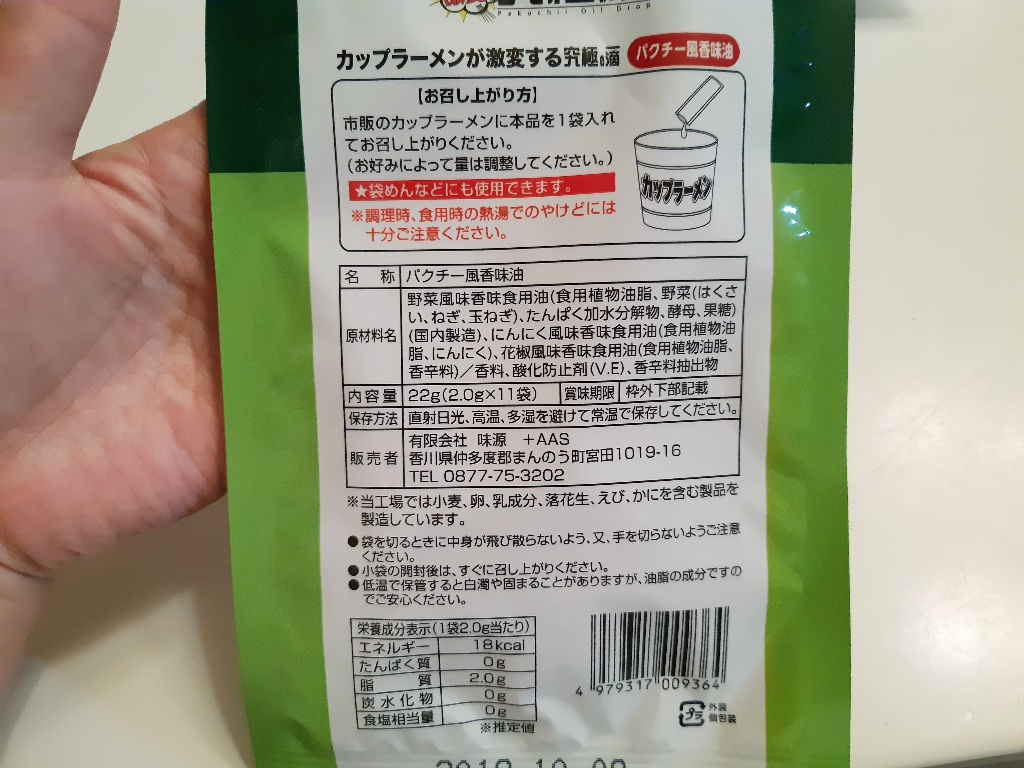 Pakuchii Oil Drop
カップラーメンが激変する究極の滴 パクチー風香味油
【お召し上がり方】
市販のカップラーメンに本品を1袋入れ
てお召し上がりください。
(お好みによって量は調整してください。)
★袋めんなどにも使用できます。
※調理時、食用時の熱湯でのやけどには
十分ご注意ください。
カップラーメン
名 称 パクチー風香味油
原材料名 野菜風味香味食用油(食用植物油脂、野菜(はくさ
い、ねぎ、玉ねぎ)、たんぱく加水分解物、酵母、果糖)
(国内製造)、にんにく風味香味食用油(食用植物油
脂、にんにく)、花椒風味香味食用油(食用植物油脂、
香辛料)/香料、酸化防止剤(V.E)、香辛料抽出物
内容量 22g(2.0g×11袋) 賞味期限 枠外下部記載
保存方法 直射日光、高温、多湿を避けて常温で保存してください。
販売者 有限会社 味源 +AAS
香川県仲多度郡まんのう町宮田1019-16
TEL 0877-75-3202
※当工場では小麦、卵、乳成分、落花生、えび、かにを含む製品を
製造しています。
●袋を切るときに中身が飛び散らないよう、又、手を切らないようご注意
ください。
●小袋の開封後は、すぐに召し上がりください。
●低温で保管すると白濁や固まることがありますが、油脂の成分ですの
でご安心ください。
栄養成分表示(1袋2.0g当たり)
エネルギー 18kcal
たんぱく質 0g
脂 質 2.0g
炭水化物 0g
食塩相当量 0g
※推定値
4 979317 009364
プラ 外装
個包装